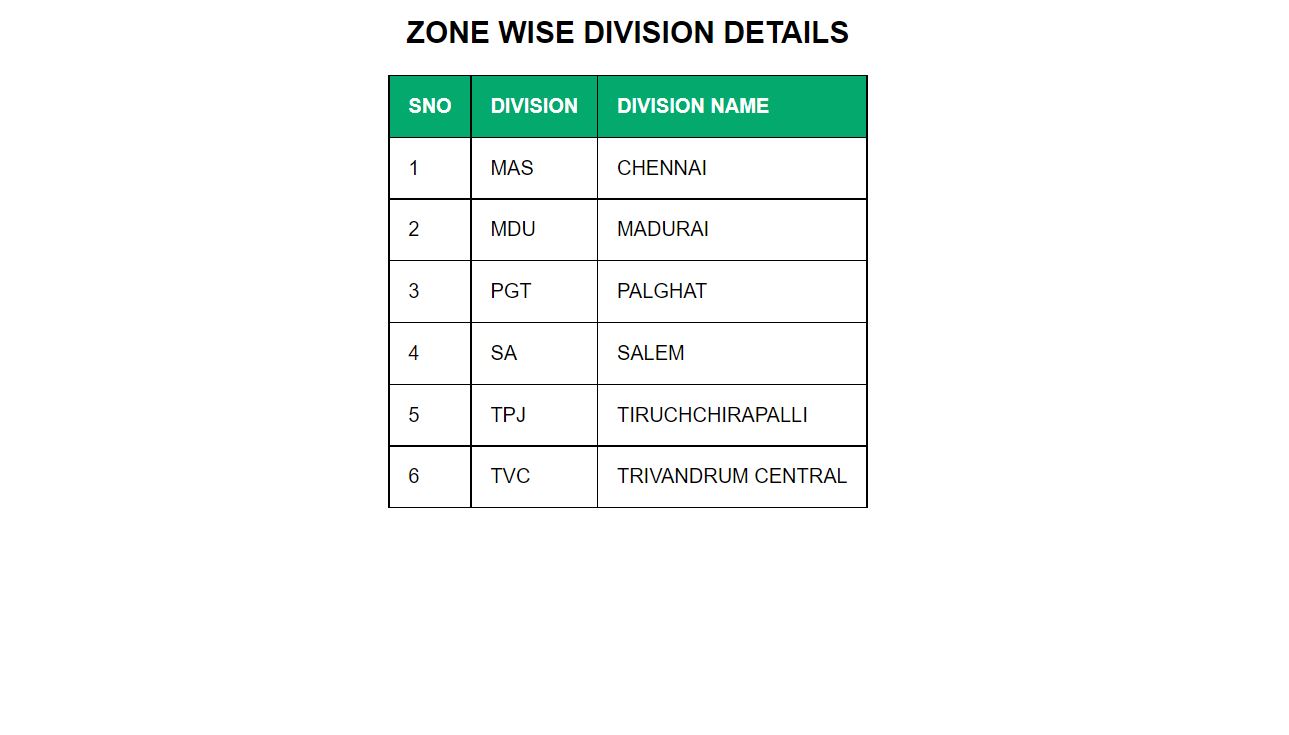 ZONE WISE DIVISION DETAILS
SNO DIVISION DIVISION NAME
1 MAS CHENNAI
2 MDU MADURAI
3 PGT PALGHAT
4 SA SALEM
5 TPJ TIRUCHCHIRAPALLI
6 TVC TRIVANDRUM CENTRAL